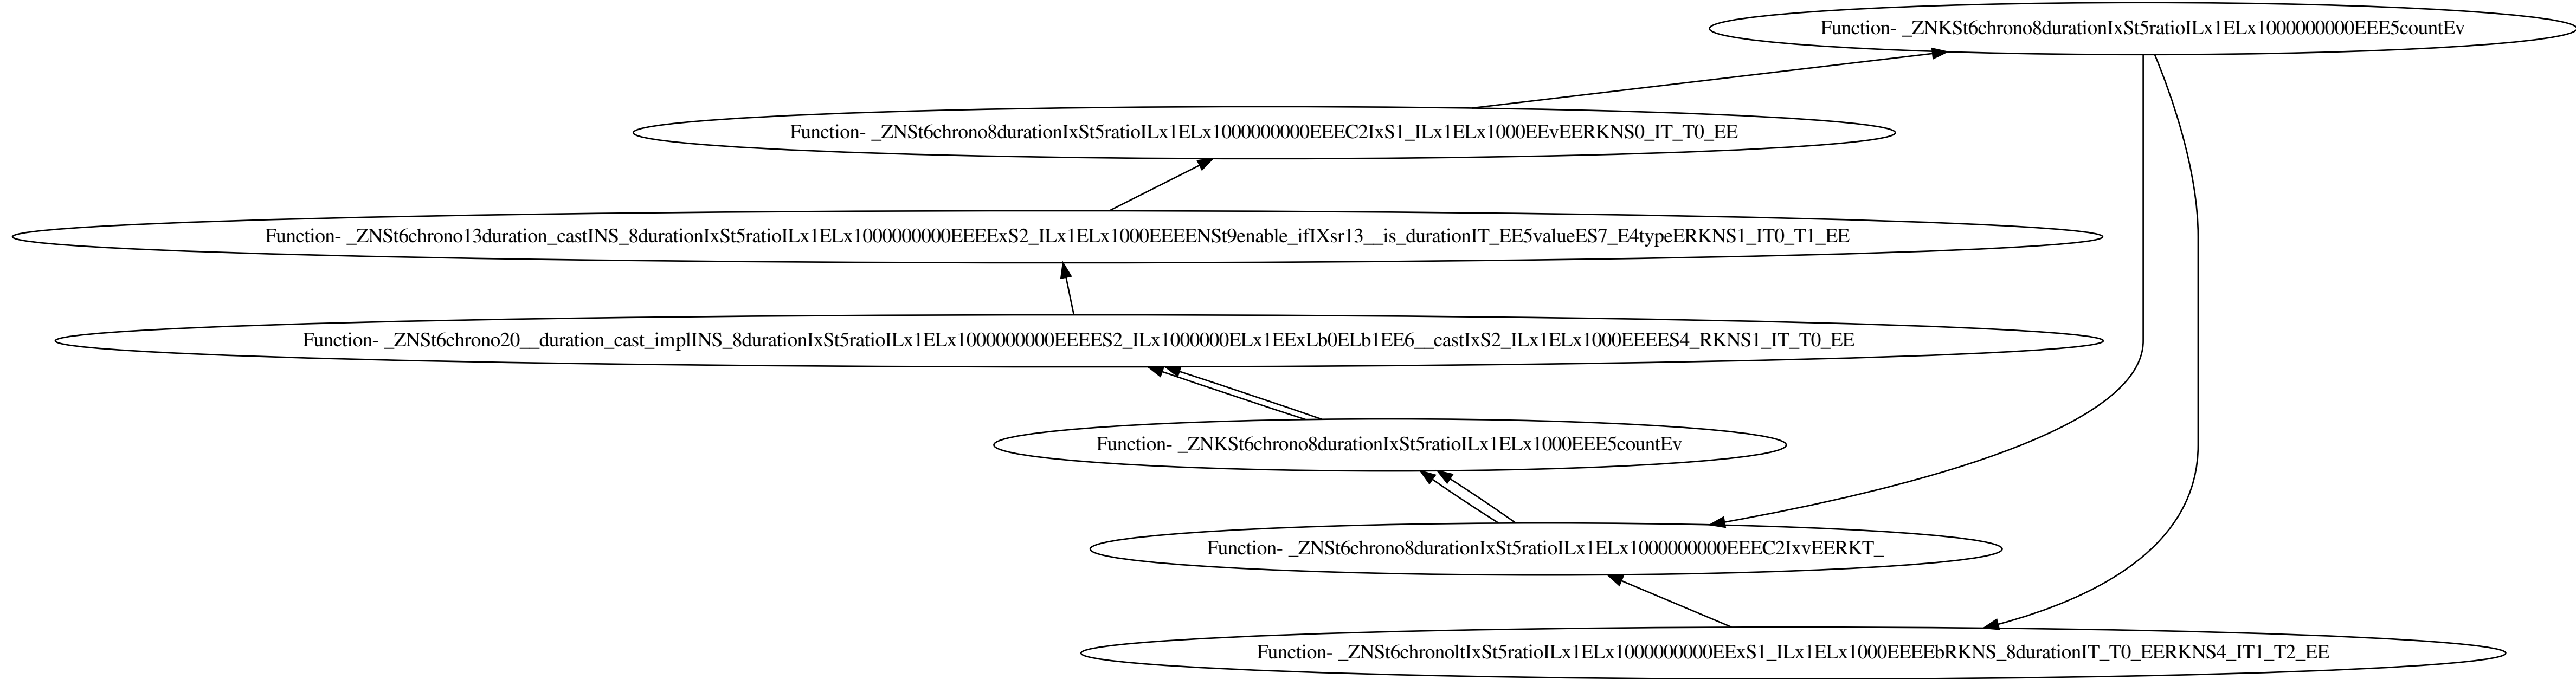 Function- _ZNKSt6chrono8durationIxSt5ratioILx1ELx1000000000EEE5countEv
Function- _ZNSt6chrono8durationIxSt5ratioILx1ELx1000000000EEEC2IxS1_ILx1ELx1000EEvEERKNS0_IT_T0_EE
Function- _ZNSt6chrono13duration_castINS_8durationIxSt5ratioILx1ELx1000000000EEEExS2_ILx1ELx1000EEEENSt9enable_ifIXsr13__is_durationIT_EE5valueES7_E4typeERKNS1_IT0_T1_EE
Function- _ZNSt6chrono20__duration_cast_implINS_8durationIxSt5ratioILx1ELx1000000000EEEES2_ILx1000000ELx1EExLb0ELb1EE6__castIxS2_ILx1ELx1000EEEES4_RKNS1_IT_T0_EE
Function- _ZNKSt6chrono8durationIxSt5ratioILx1ELx1000EEE5countEv
Function- _ZNSt6chrono8durationIxSt5ratioILx1ELx1000000000EEEC2IxvEERKT_
Function- _ZNSt6chronoltIxSt5ratioILx1ELx1000000000EExS1_ILx1ELx1000EEEEbRKNS_8durationIT_T0_EERKNS4_IT1_T2_EE